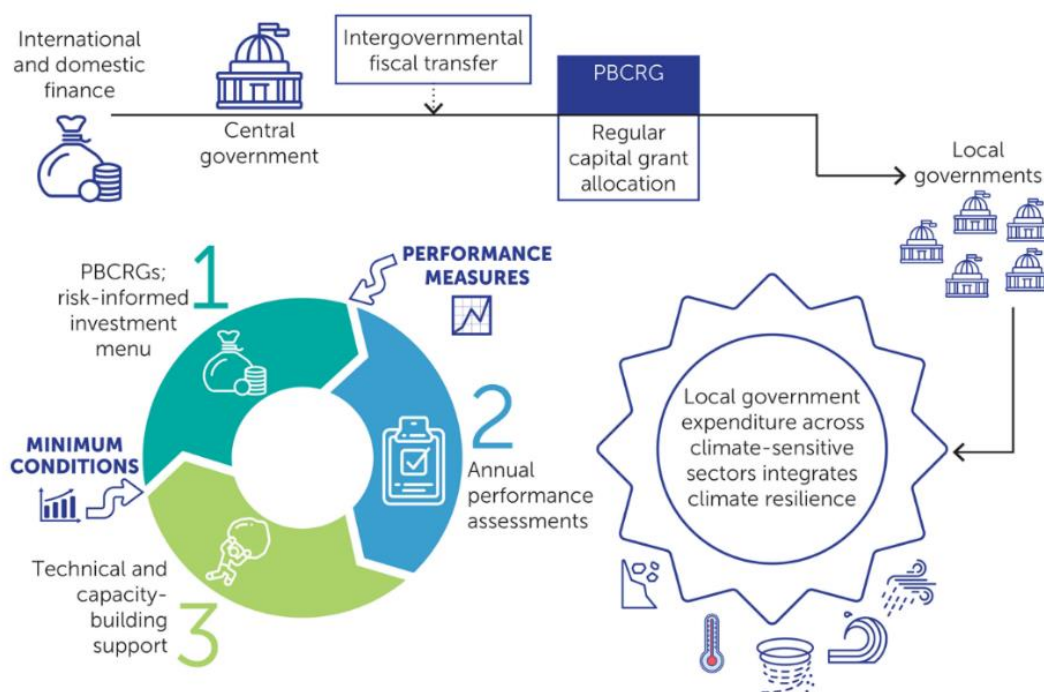 International
and domestic
finance
Central
government
Intergovernmental
fiscal transfer
PBCRG
Regular
capital grant
allocation
Local
governments
1
PBCRGs;
risk-informed
investment
menu
PERFORMANCE
MEASURES
2
Annual
performance
assessments
MINIMUM
CONDITIONS
Technical and
capacity-
building
support
3
Local government
expenditure across
climate-sensitive
sectors integrates
climate resilience